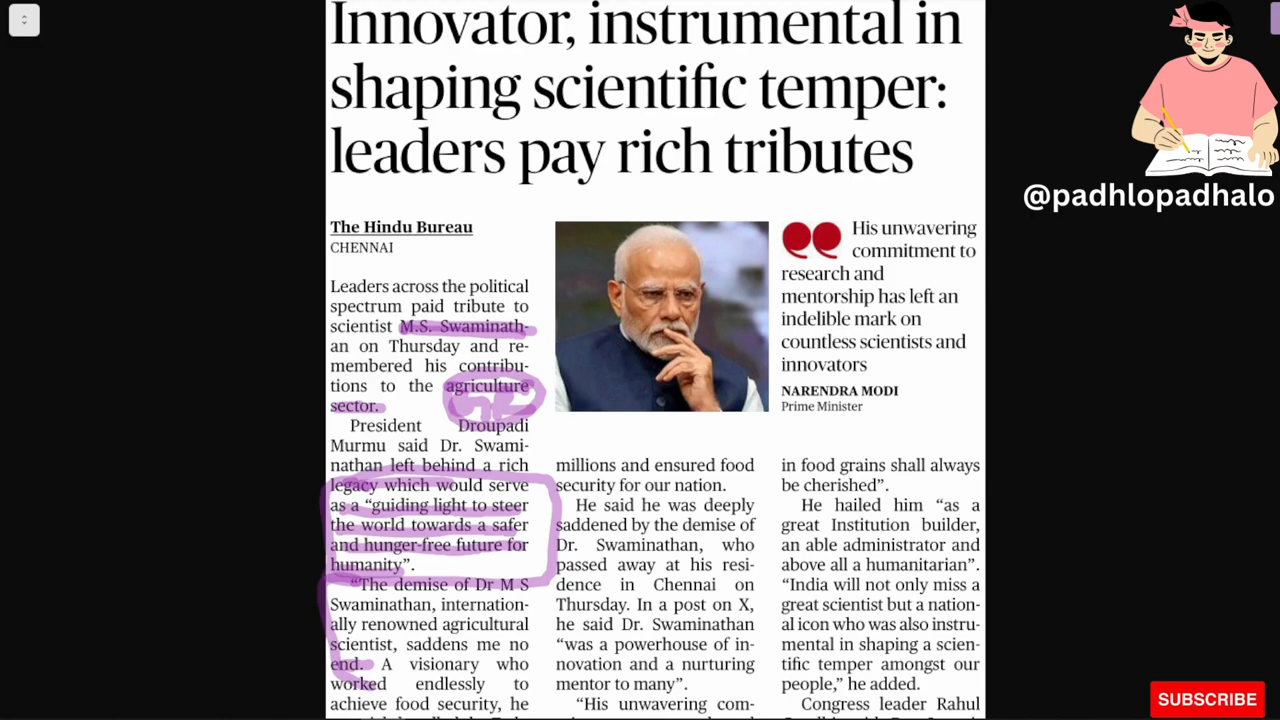 Innovator, instrumental in
shaping scientific temper:
leaders pay rich tributes
The Hindu Bureau
CHENNAI
Leaders across the political
spectrum paid tribute to
scientist M.S. Swaminath-
an on Thursday and re-
membered his contribu-
tions to the agriculture
sector.
President Droupadi
Murmu said Dr. Swami-
nathan left behind a rich
legacy which would serve
as a “guiding light to steer
the world towards a safer
and hunger-free future for
humanity”.
“The demise of Dr M S
Swaminathan, internation-
ally renowned agricultural
scientist, saddens me no
end. A visionary who
worked endlessly to
achieve food security, he
millions and ensured food
security for our nation.
He said he was deeply
saddened by the demise of
Dr. Swaminathan, who
passed away at his resi-
dence in Chennai on
Thursday. In a post on X,
he said Dr. Swaminathan
“was a powerhouse of in-
novation and a nurturing
mentor to many”.
“His unwavering com-
His unwavering
commitment to
research and
mentorship has left an
indelible mark on
countless scientists and
innovators
NARENDRA MODI
Prime Minister
in food grains shall always
be cherished”.
He hailed him “as a
great Institution builder,
an able administrator and
above all a humanitarian”.
“India will not only miss a
great scientist but a nation-
al icon who was also instru-
mental in shaping a scien-
tific temper amongst our
people,” he added.
Congress leader Rahul
@padhlopadhalo
SUBSCRIBE